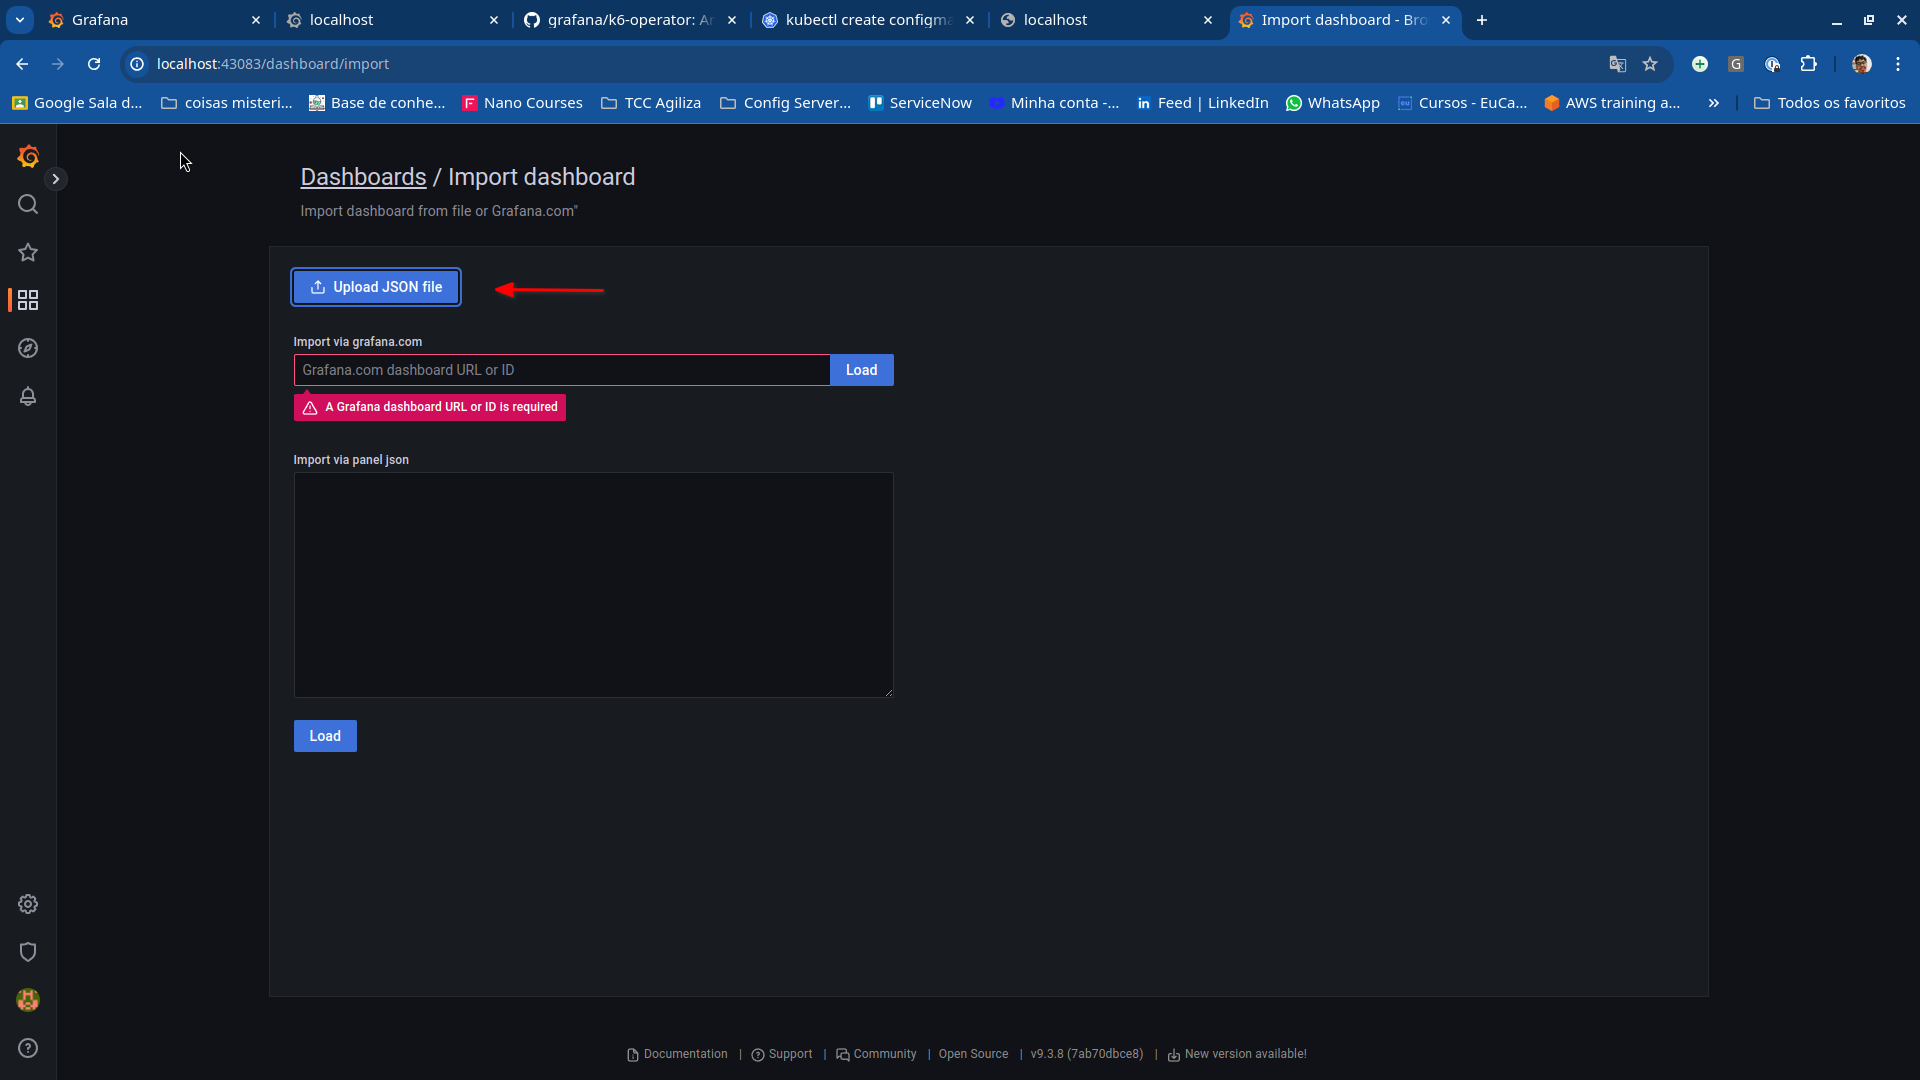 Grafana
localhost
grafana/k6-operator: Ar
kubectl create configma
localhost
Import dashboard - Bro
localhost:43083/dashboard/import
Google Sala d...
coisas misteri...
Base de conhe...
Nano Courses
TCC Agiliza
Config Server...
ServiceNow
Minha conta -...
Feed | LinkedIn
WhatsApp
Cursos - EuCa...
AWS training a...
Todos os favoritos
Dashboards / Import dashboard
Import dashboard from file or Grafana.com"
Upload JSON file
Import via grafana.com
Grafana.com dashboard URL or ID
Load
A Grafana dashboard URL or ID is required
Import via panel json
Load
Documentation | Support | Community | Open Source | v9.3.8 (7ab70dbce8) | New version available!